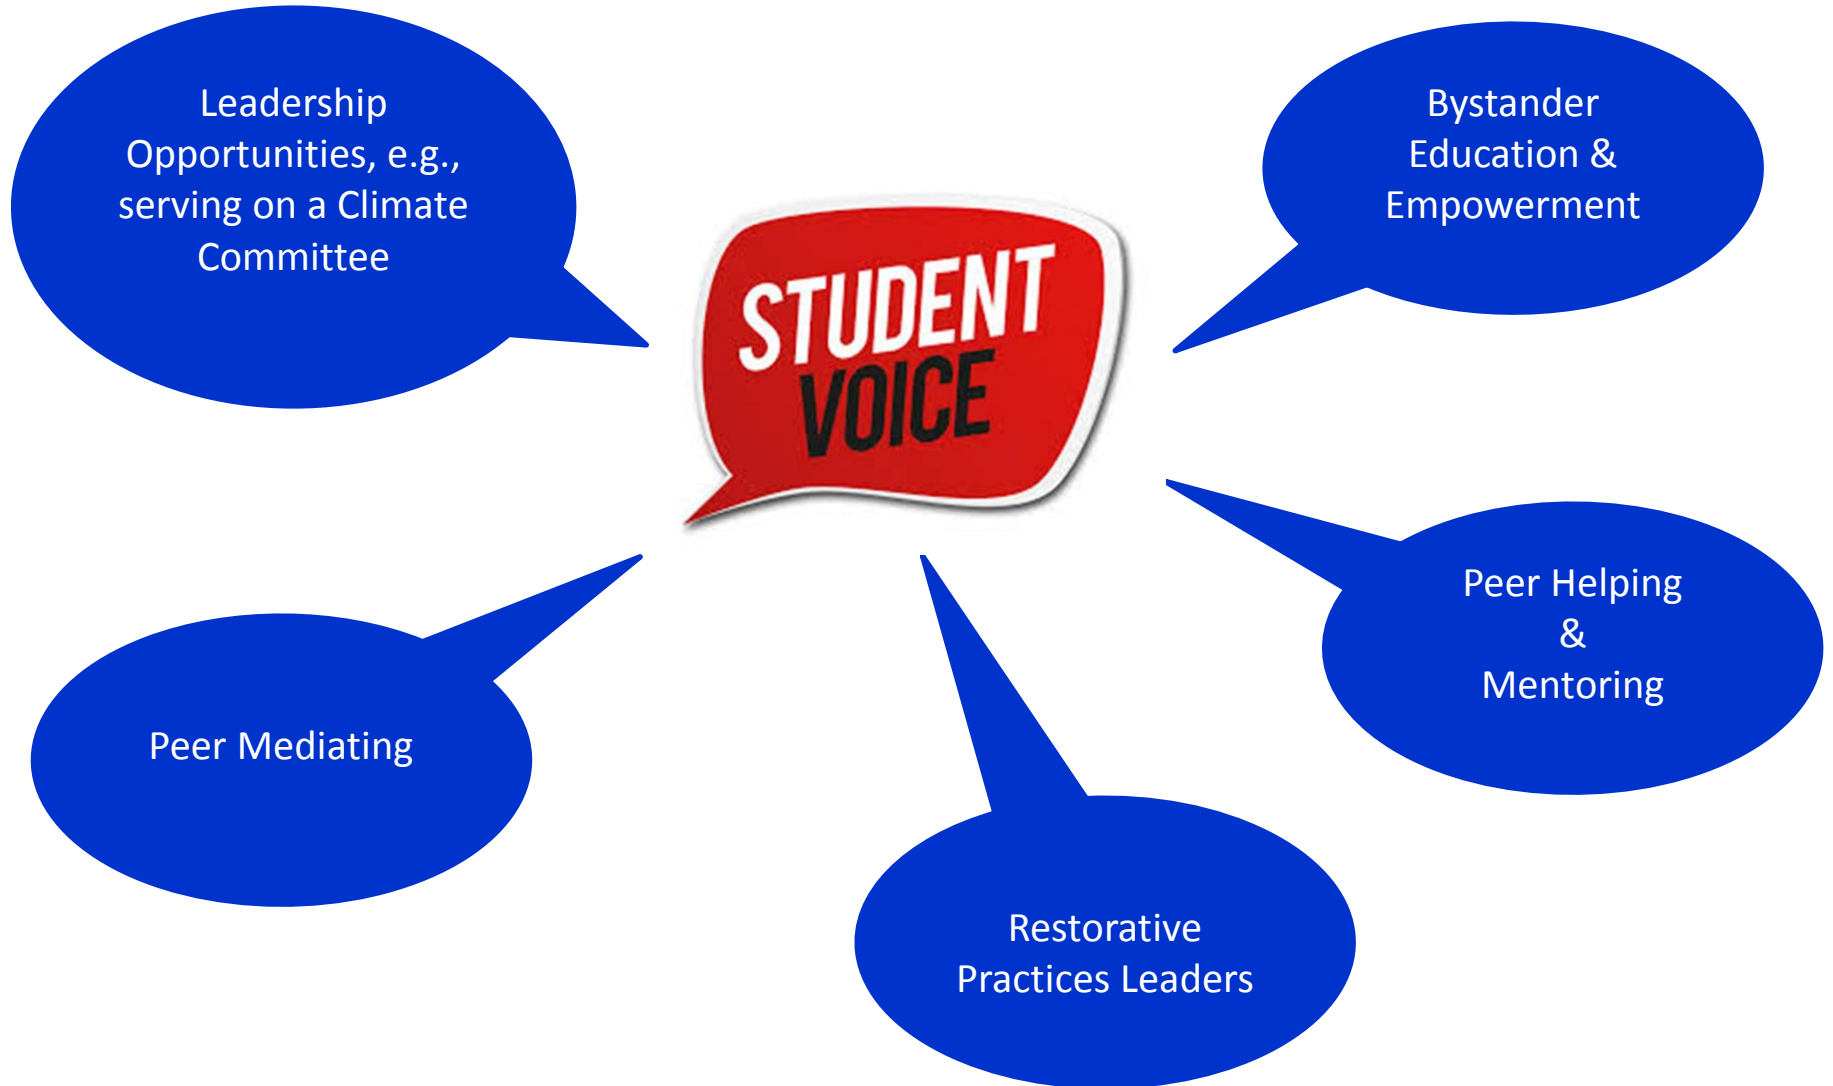 Leadership
Opportunities, e.g.,
serving on a Climate
Committee
Bystander
Education &
Empowerment
STUDENT
VOICE
Peer Helping
&
Mentoring
Peer Mediating
Restorative
Practices Leaders